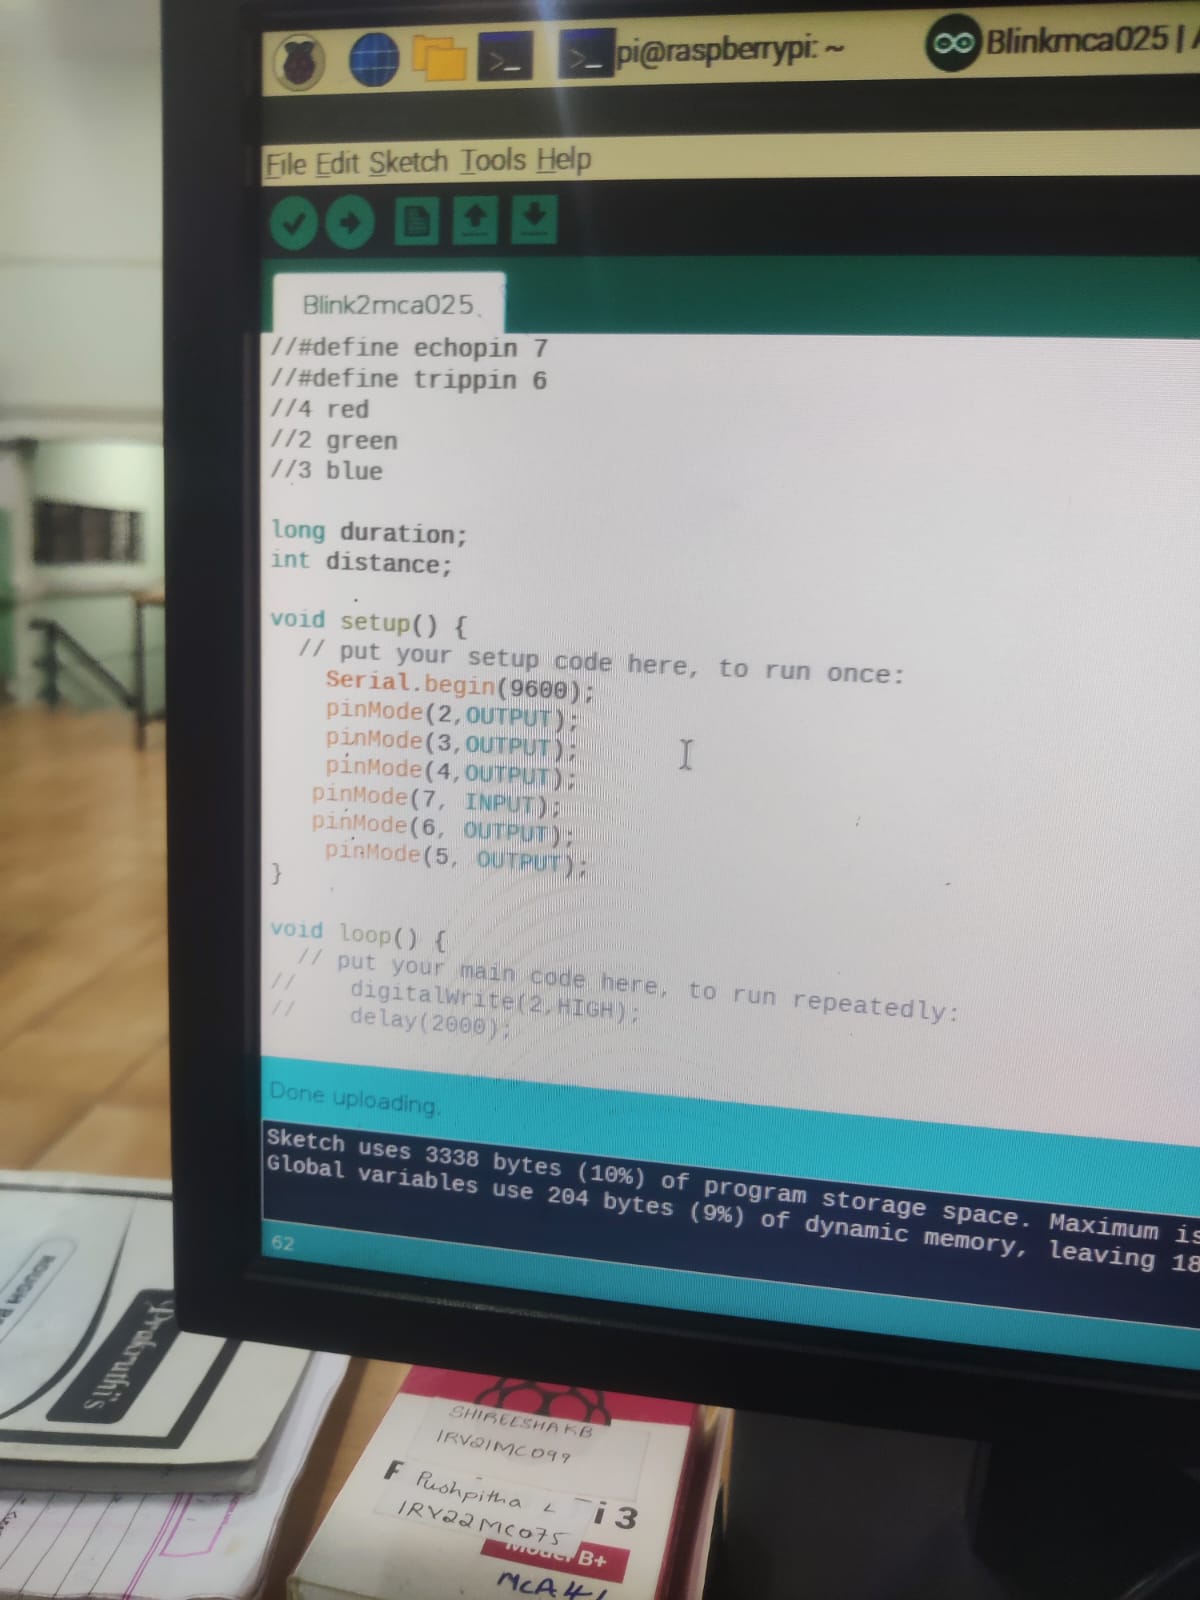 pi@raspberrypi: ~
Blinkmca025 |
File Edit Sketch Tools Help
Blink2mca025
//#define echopin 7
//#define trippin 6
//4 red
//2 green
//3 blue
long duration;
int distance;
void setup() {
// put your setup code here, to run once:
Serial.begin(9600);
pinMode(2,OUTPUT);
pinMode(3,OUTPUT);
pinMode(4,OUTPUT);
pinMode(7, INPUT);
pinMode(6, OUTPUT);
pinMode(5, OUTPUT);
}
void loop() {
// put your main code here, to run repeatedly:
// digitalWrite(2,HIGH);
// delay(2000);
Done uploading.
Sketch uses 3338 bytes (10%) of program storage space. Maximum is
Global variables use 204 bytes (9%) of dynamic memory, leaving 18
62
Prakruthi's
SHIREESHA KB
1RV21MC099
Pushpitha L
1RV22MC075
i 3
Model B+
MCA